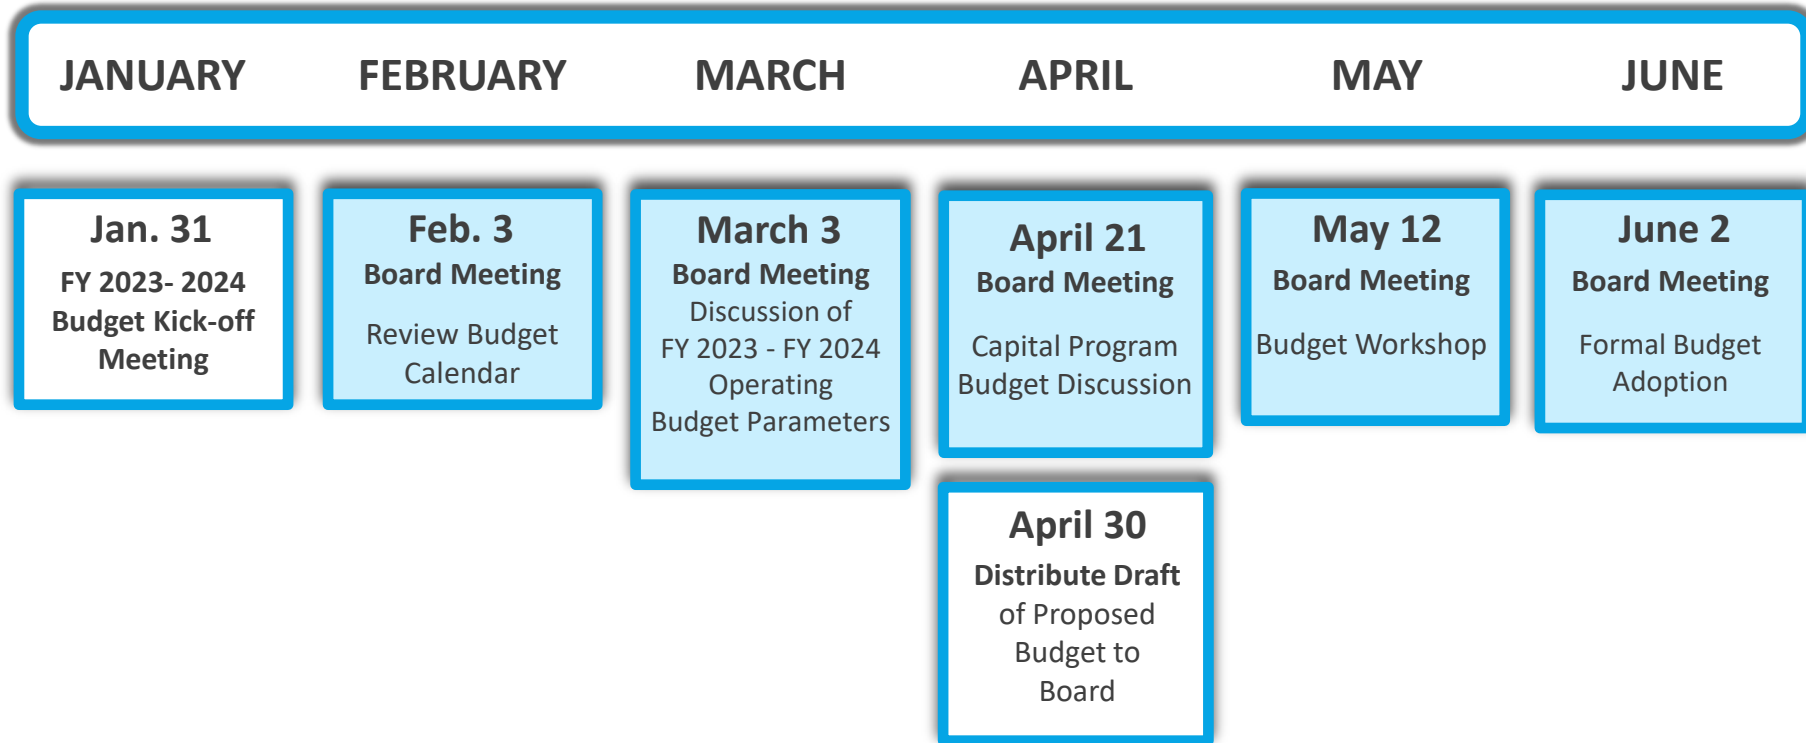 JANUARY FEBRUARY MARCH APRIL MAY JUNE
Jan. 31
FY 2023- 2024
Budget Kick-off
Meeting
Feb. 3
Board Meeting
Review Budget
Calendar
March 3
Board Meeting
Discussion of
FY 2023 - FY 2024
Operating
Budget Parameters
April 21
Board Meeting
Capital Program
Budget Discussion
April 30
Distribute Draft
of Proposed
Budget to
Board
May 12
Board Meeting
Budget Workshop
June 2
Board Meeting
Formal Budget
Adoption